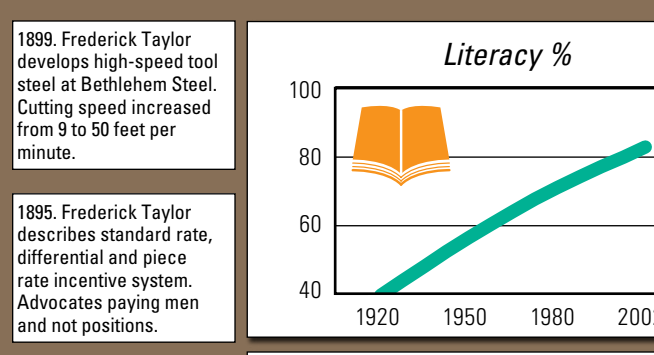 1899. Frederick Taylor
develops high-speed tool
steel at Bethlehem Steel.
Cutting speed increased
from 9 to 50 feet per
minute.
1895. Frederick Taylor
describes standard rate,
differential and piece
rate incentive system.
Advocates paying men
and not positions.
Literacy %
100
80
60
40
1920 1950 1980